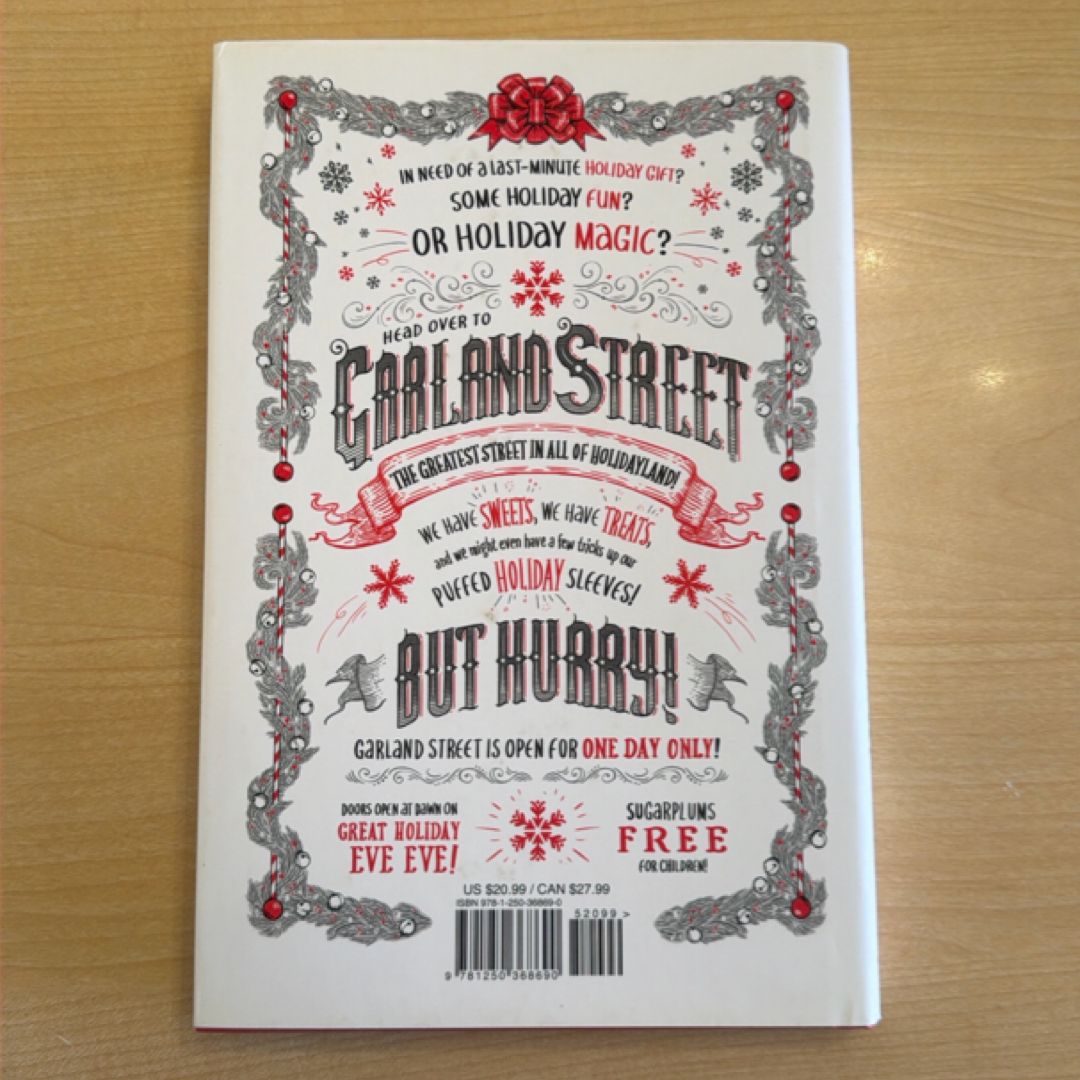 IN NEED OF A LAST-MINUTE HOLIDAY GIFT?
SOME HOLIDAY FUN?
OR HOLIDAY MAGIC?
HEAD OVER TO
GARLAND STREET
THE GREATEST STREET IN ALL OF HOLIDAYLAND!
WE HAVE SWEETS, WE HAVE TREATS,
and we might even have a few tricks up our
PUFFED HOLIDAY SLEEVES!
BUT HURRY!
GARLAND STREET IS OPEN FOR ONE DAY ONLY!
DOORS OPEN AT DAWN ON
GREAT HOLIDAY
EVE EVE!
SUGARPLUMS
FREE
FOR CHILDREN!
US $20.99 / CAN $27.99
ISBN 978-1-250-36869-0
52099 >
9 781250 368690